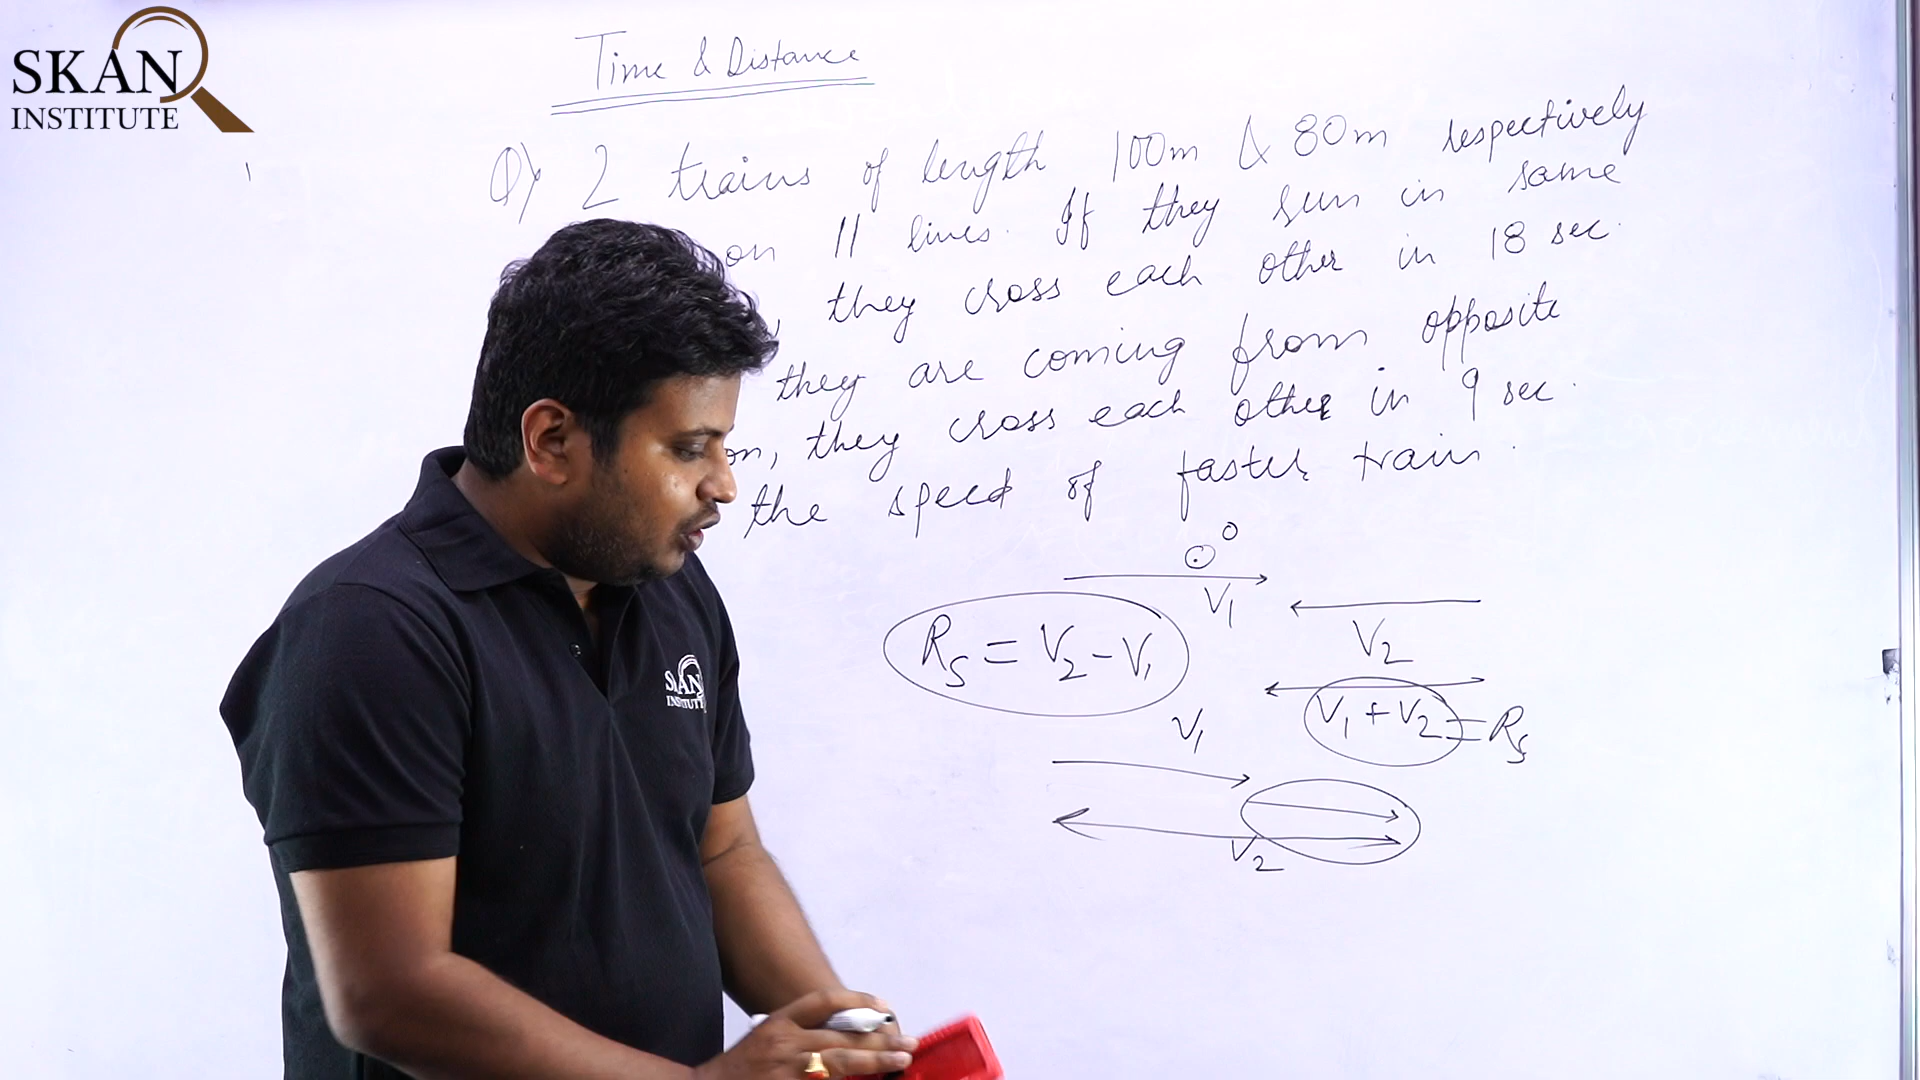 SKAN
INSTITUTE
Time & Distance
Q) 2 trains of length 100m & 80m respectively
on || lines. If they run in same
, they cross each other in 18 sec.
they are coming from opposite
on, they cross each other in 9 sec.
the speed of faster train.
V1
V2
RS = V2 - V1
V1 + V2 = RS
V1
V2
SKAN
INSTITUTE